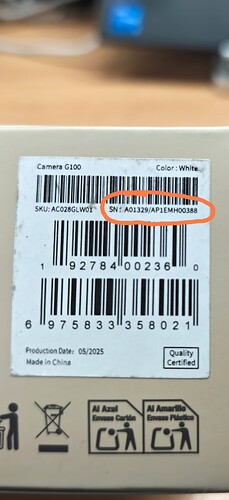 Camera G100 Color: White
SKU: AC028GLW01 SN: A01329/AP1EMH00388
1 92784 00236 0
6 975833 358021
Production Date: 05/2025
Made in China
Quality
Certified
Al Azul
Envase Cartón
Al Amarillo
Envase Plástico